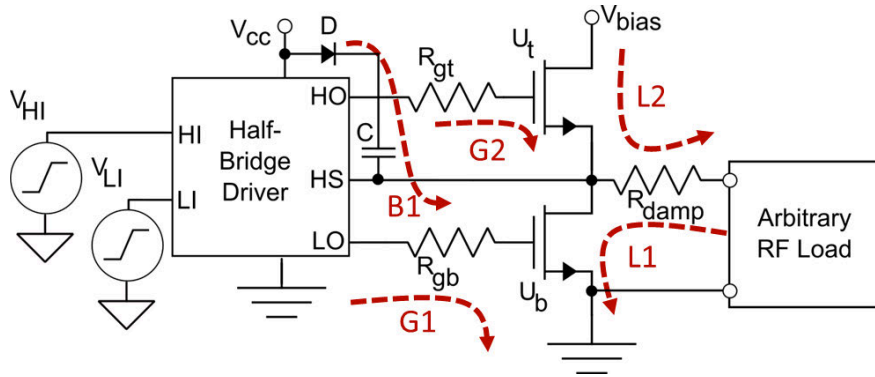 Vcc
D
Vbias
Rgt
Ut
L2
VHI
HO
HI
Half-
Bridge
Driver
C
G2
VLI
LI
HS
B1
Rdamp
Arbitrary
RF Load
LO
Rgb
Ub
L1
G1